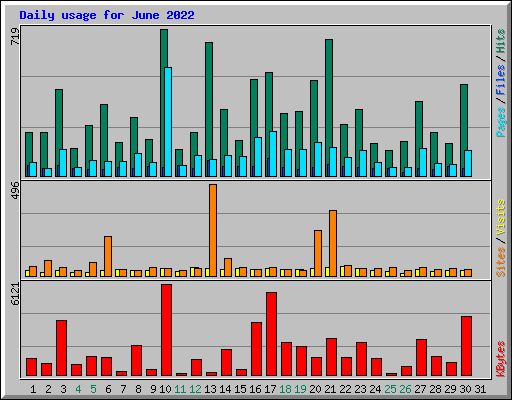 Daily usage for June 2022
719
Pages / Files / Hits
496
Sites / Visits
6121
KBytes
1 2 3 4 5 6 7 8 9 10 11 12 13 14 15 16 17 18 19 20 21 22 23 24 25 26 27 28 29 30 31